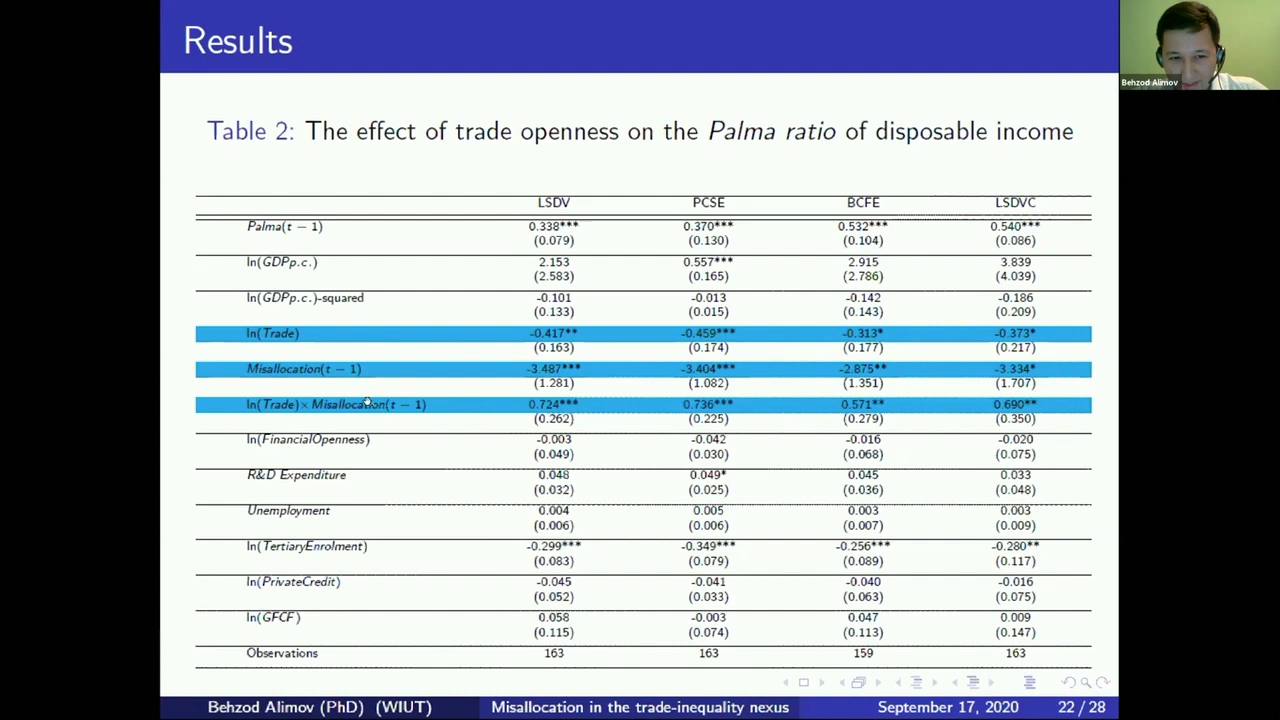 Results
Behzod Alimov
Table 2: The effect of trade openness on the Palma ratio of disposable income
LSDV PCSE BCFE LSDVC
Palma(t − 1) 0.338*** 0.370*** 0.532*** 0.540***
(0.079) (0.130) (0.104) (0.086)
ln(GDPp.c.) 2.153 0.557*** 2.915 3.839
(2.583) (0.165) (2.786) (4.039)
ln(GDPp.c.)-squared -0.101 -0.013 -0.142 -0.186
(0.133) (0.015) (0.143) (0.209)
ln(Trade) -0.417** -0.459*** -0.313* -0.373*
(0.163) (0.174) (0.177) (0.217)
Misallocation(t − 1) -3.487*** -3.404*** -2.875** -3.334*
(1.281) (1.082) (1.351) (1.707)
ln(Trade)×Misallocation(t − 1) 0.724*** 0.736*** 0.571** 0.690**
(0.262) (0.225) (0.279) (0.350)
ln(FinancialOpenness) -0.003 -0.042 -0.016 -0.020
(0.049) (0.030) (0.068) (0.075)
R&D Expenditure 0.048 0.049* 0.045 0.033
(0.032) (0.025) (0.036) (0.048)
Unemployment 0.004 0.005 0.003 0.003
(0.006) (0.006) (0.007) (0.009)
ln(TertiaryEnrolment) -0.299*** -0.349*** -0.256*** -0.280**
(0.083) (0.079) (0.089) (0.117)
ln(PrivateCredit) -0.045 -0.041 -0.040 -0.016
(0.052) (0.033) (0.063) (0.075)
ln(GFCF) 0.058 -0.003 0.047 0.009
(0.115) (0.074) (0.113) (0.147)
Observations 163 163 159 163
Behzod Alimov (PhD) (WIUT) Misallocation in the trade-inequality nexus September 17, 2020 22 / 28